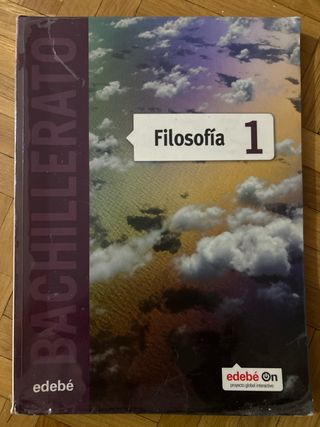 BACHILLERATO
Filosofía 1
edebé
edebé On
proyecto global interactivo